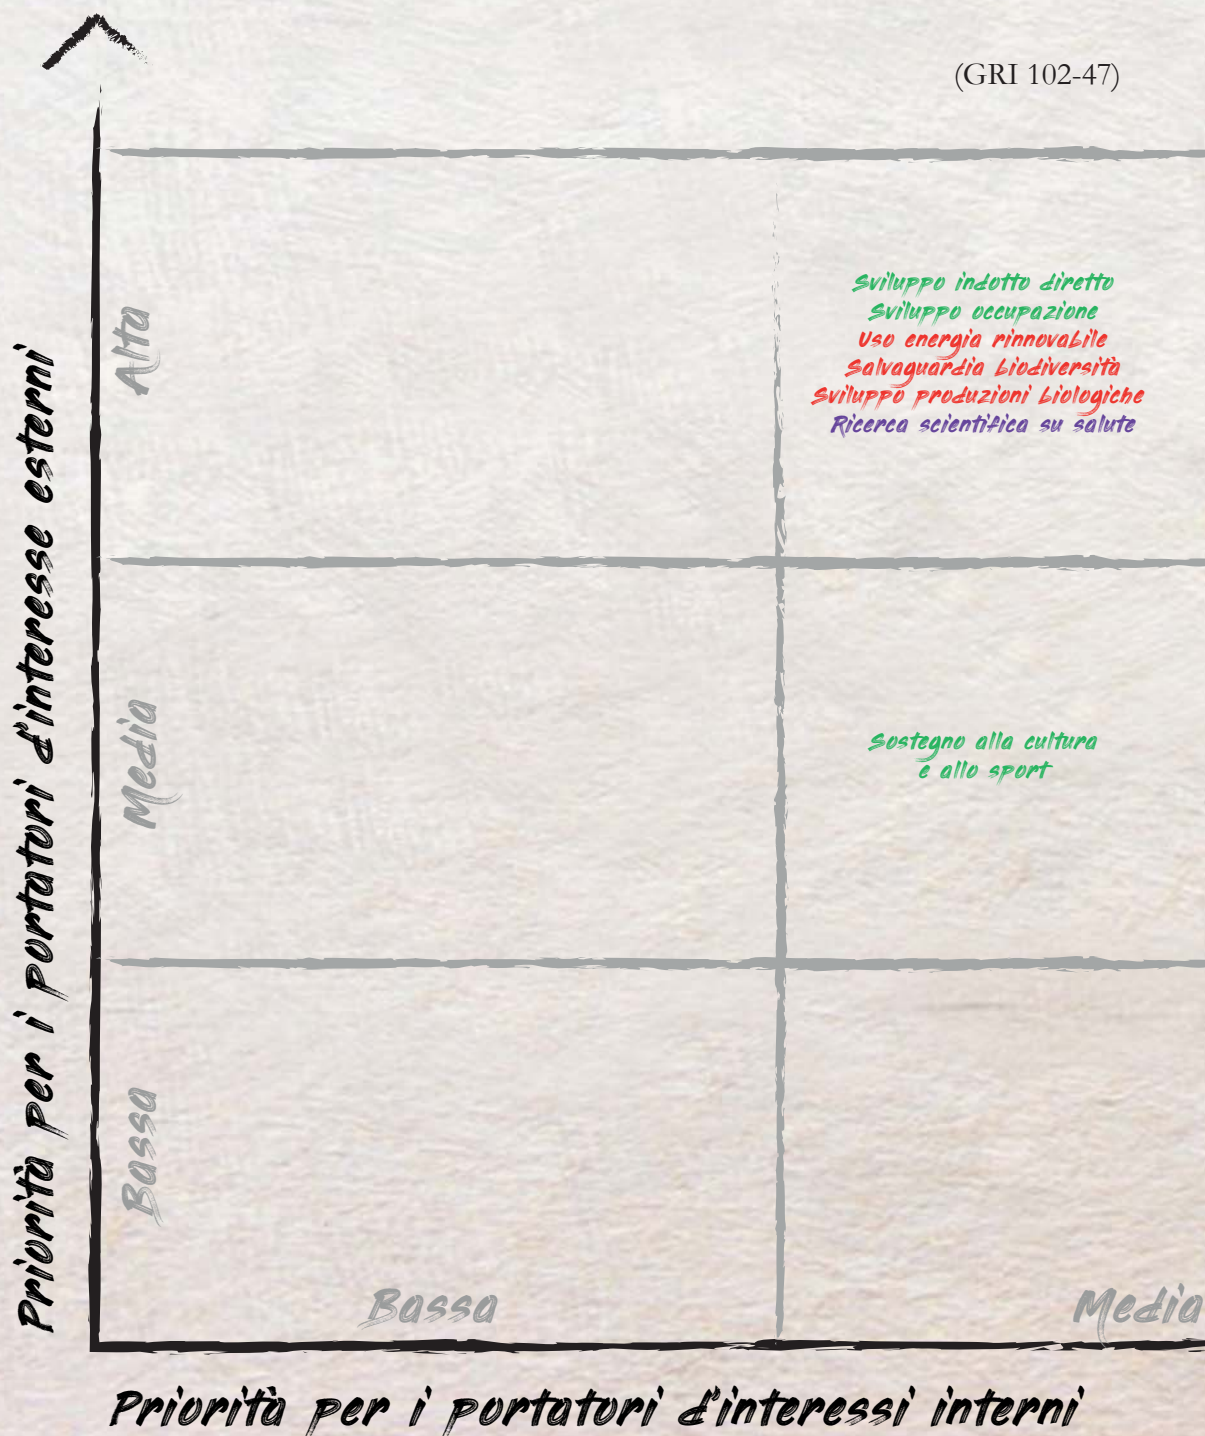 (GRI 102-47)
Priorità per i portatori d'interesse esterni
Alta
Sviluppo indotto diretto
Sviluppo occupazione
Uso energia rinnovabile
Salvaguardia biodiversità
Sviluppo produzioni biologiche
Ricerca scientifica su salute
Media
Sostegno alla cultura
e allo sport
Bassa
Bassa
Media
Priorità per i portatori d'interessi interni